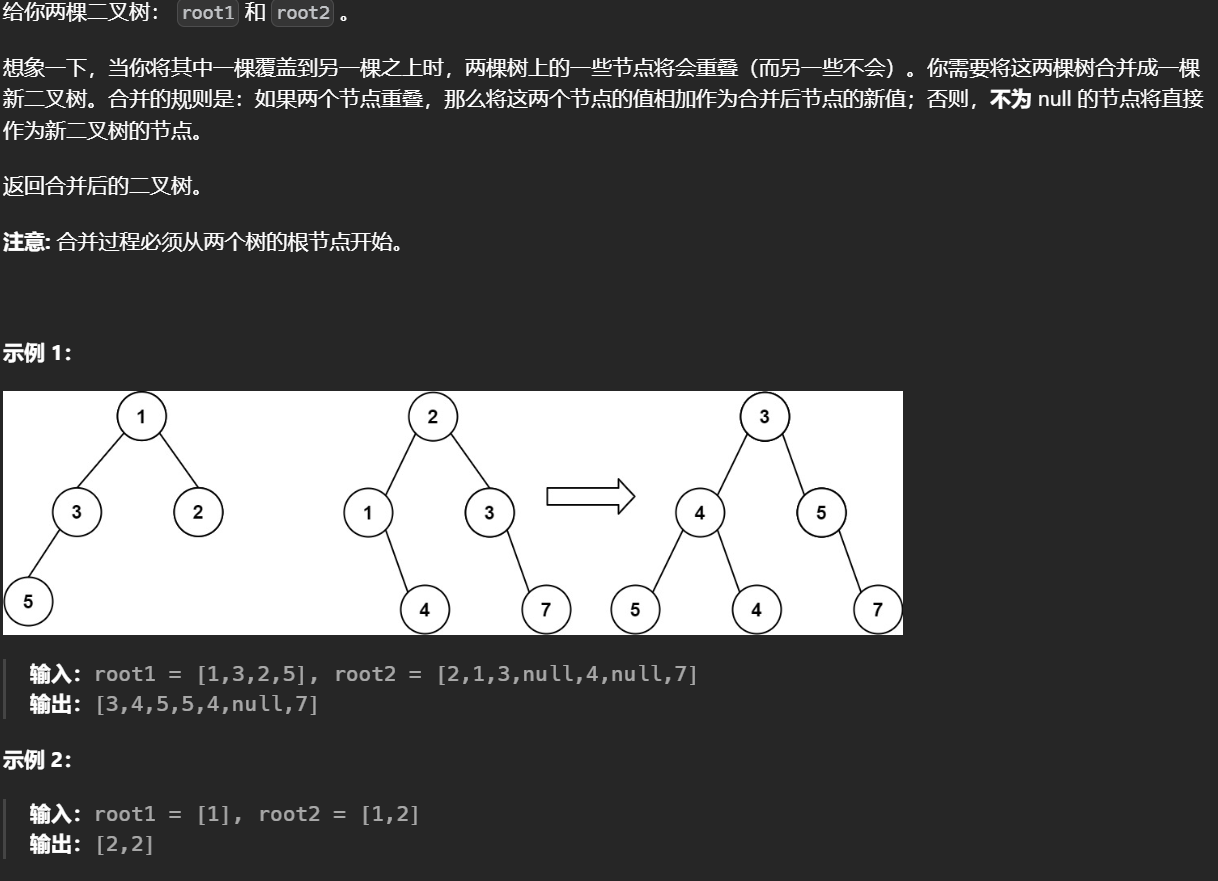 给你两棵二叉树： root1 和 root2 。
想象一下，当你将其中一棵覆盖到另一棵之上时，两棵树上的一些节点将会重叠（而另一些不会）。你需要将这两棵树合并成一棵
新二叉树。合并的规则是：如果两个节点重叠，那么将这两个节点的值相加作为合并后节点的新值；否则，不为 null 的节点将直接
作为新二叉树的节点。
返回合并后的二叉树。
注意: 合并过程必须从两个树的根节点开始。
示例 1：
1 2 3
3 2 1 3 4 5
5 4 7 5 4 7
输入：root1 = [1,3,2,5], root2 = [2,1,3,null,4,null,7]
输出：[3,4,5,5,4,null,7]
示例 2：
输入：root1 = [1], root2 = [1,2]
输出：[2,2]